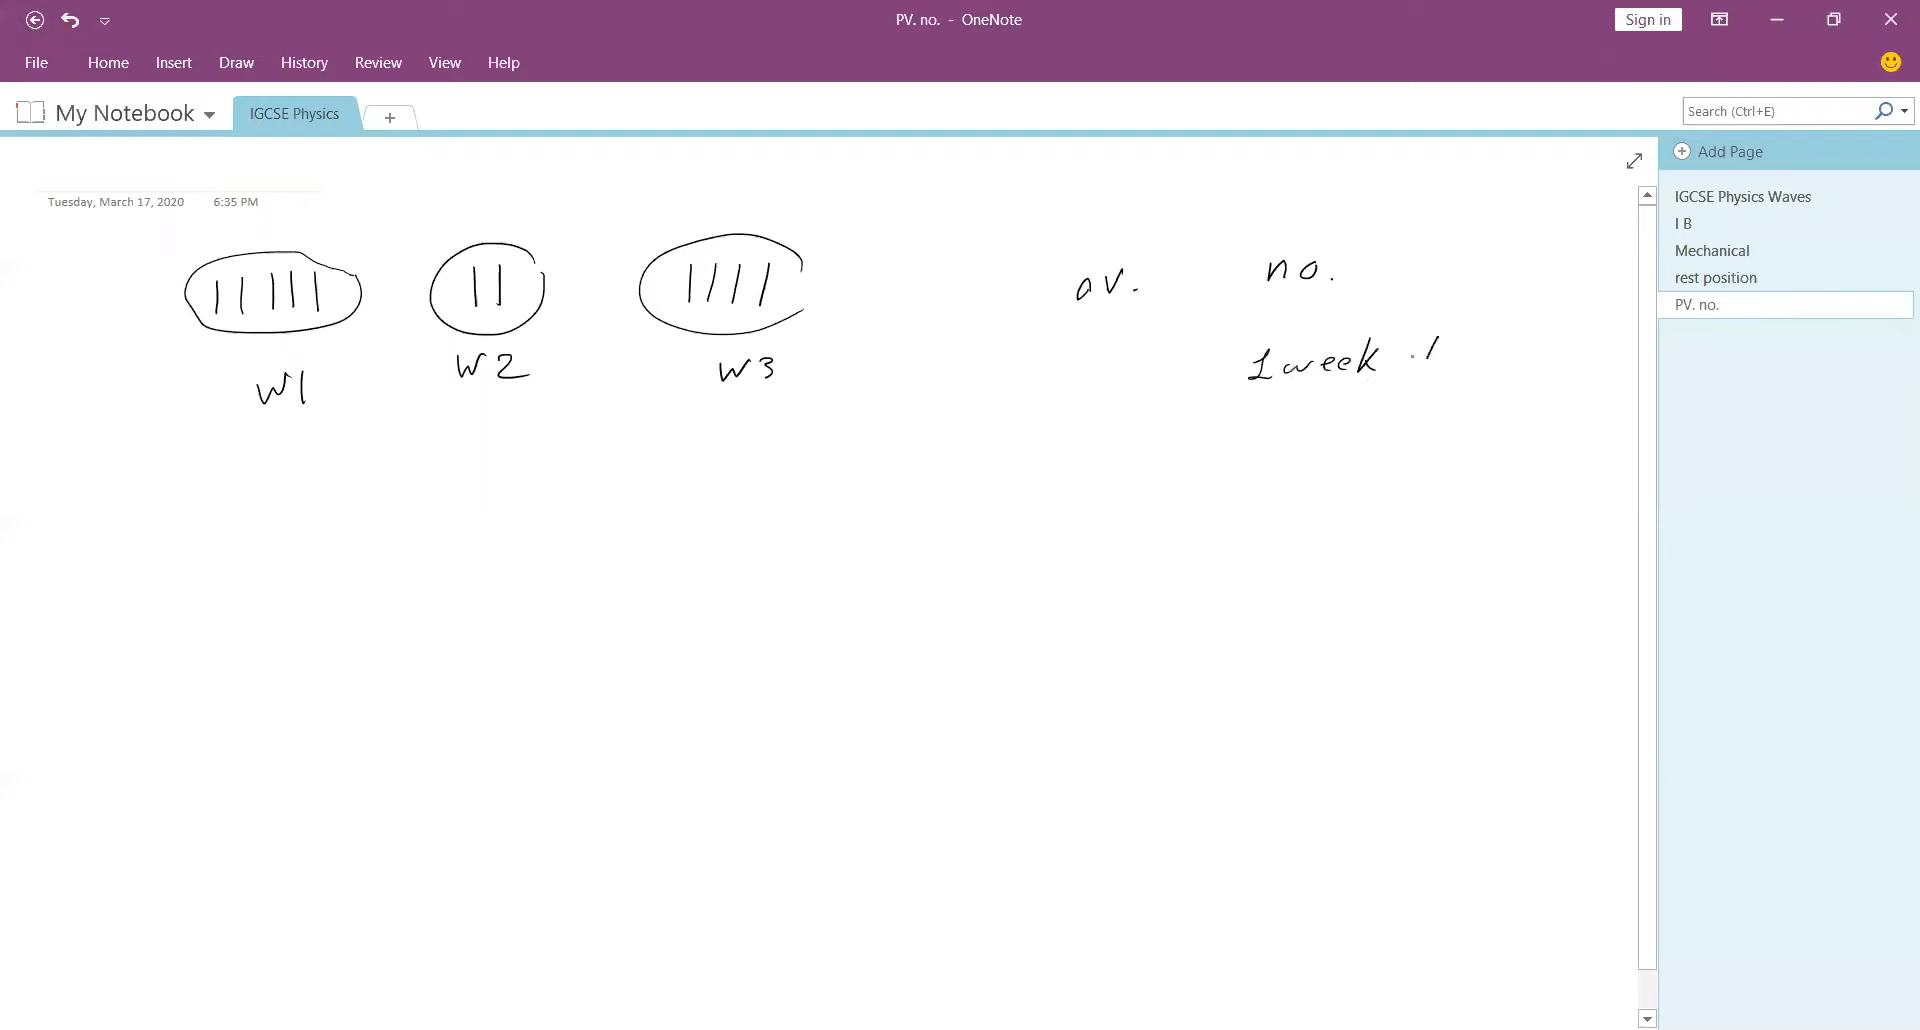 PV. no. - OneNote
Sign in
File Home Insert Draw History Review View Help
My Notebook
IGCSE Physics
Search (Ctrl+E)
Add Page
IGCSE Physics Waves
I B
Mechanical
rest position
PV. no.
Tuesday, March 17, 2020 6:35 PM
av. no.
W1 W2 W3
1 week